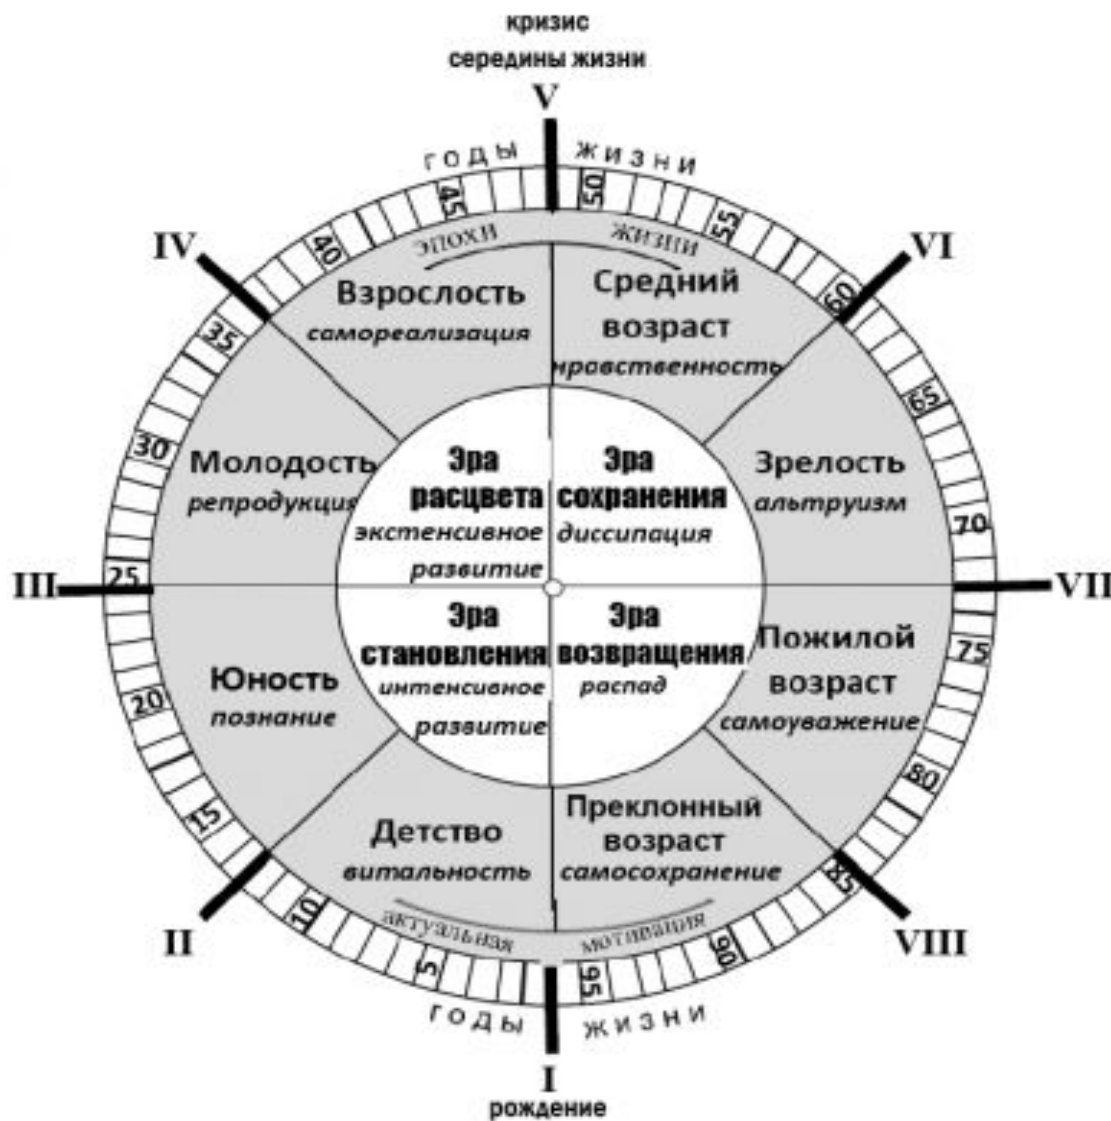 кризис
середины жизни
V
ГОДЫ ЖИЗНИ
45
50
40
55
ЭПОХИ ЖИЗНИ
IV
VI
Взрослость
самореализация
Средний
возраст
нравственность
35
60
30
65
Молодость
репродукция
Эра
расцвета
экстенсивное
развитие
Эра
сохранения
диссипация
Зрелость
альтруизм
70
III
25
VII
Юность
познание
Эра
становления
интенсивное
развитие
Эра
возвращения
распад
Пожилой
возраст
самоуважение
75
20
80
15
85
Детство
витальность
Преклонный
возраст
самосохранение
II
VIII
10
90
актуальная мотивация
5
95
ГОДЫ ЖИЗНИ
I
рождение